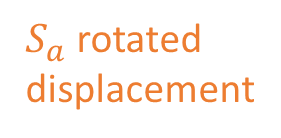 Sₐ rotated
displacement